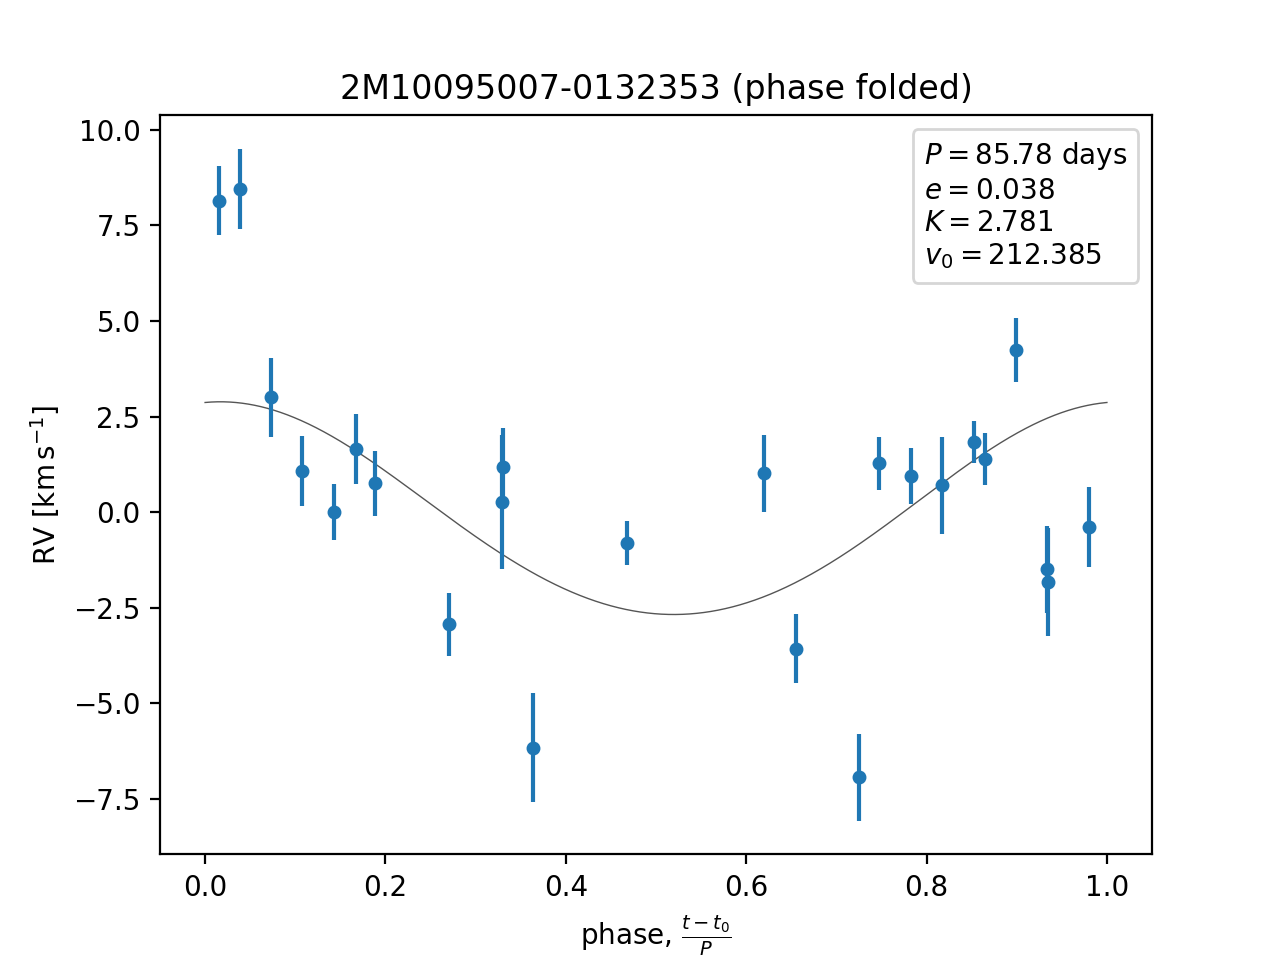 2M10095007-0132353 (phase folded)
P = 85.78 days
e = 0.038
K = 2.781
v₀ = 212.385
10.0
7.5
5.0
2.5
0.0
−2.5
−5.0
−7.5
RV [km s⁻¹]
0.0 0.2 0.4 0.6 0.8 1.0
phase, (t − t₀)/P